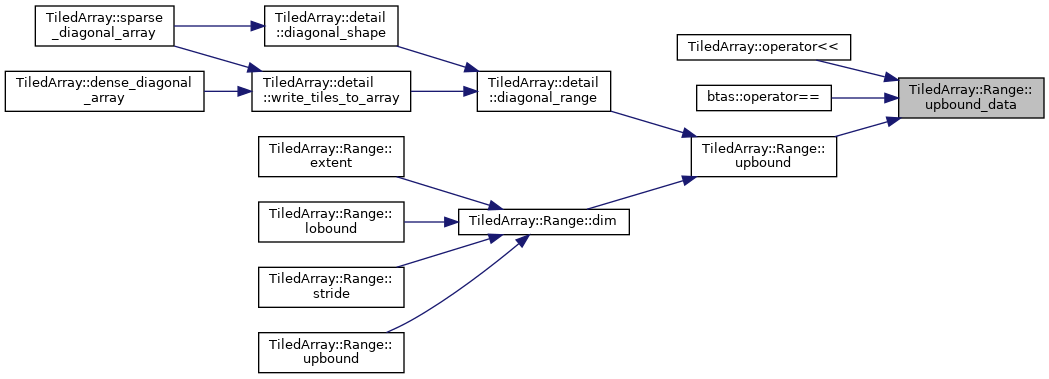 TiledArray::sparse
_diagonal_array
TiledArray::detail
::diagonal_shape
TiledArray::operator<<
TiledArray::dense_diagonal
_array
TiledArray::detail
::write_tiles_to_array
TiledArray::detail
::diagonal_range
btas::operator==
TiledArray::Range::
upbound_data
TiledArray::Range::
extent
TiledArray::Range::
upbound
TiledArray::Range::
lobound
TiledArray::Range::dim
TiledArray::Range::
stride
TiledArray::Range::
upbound